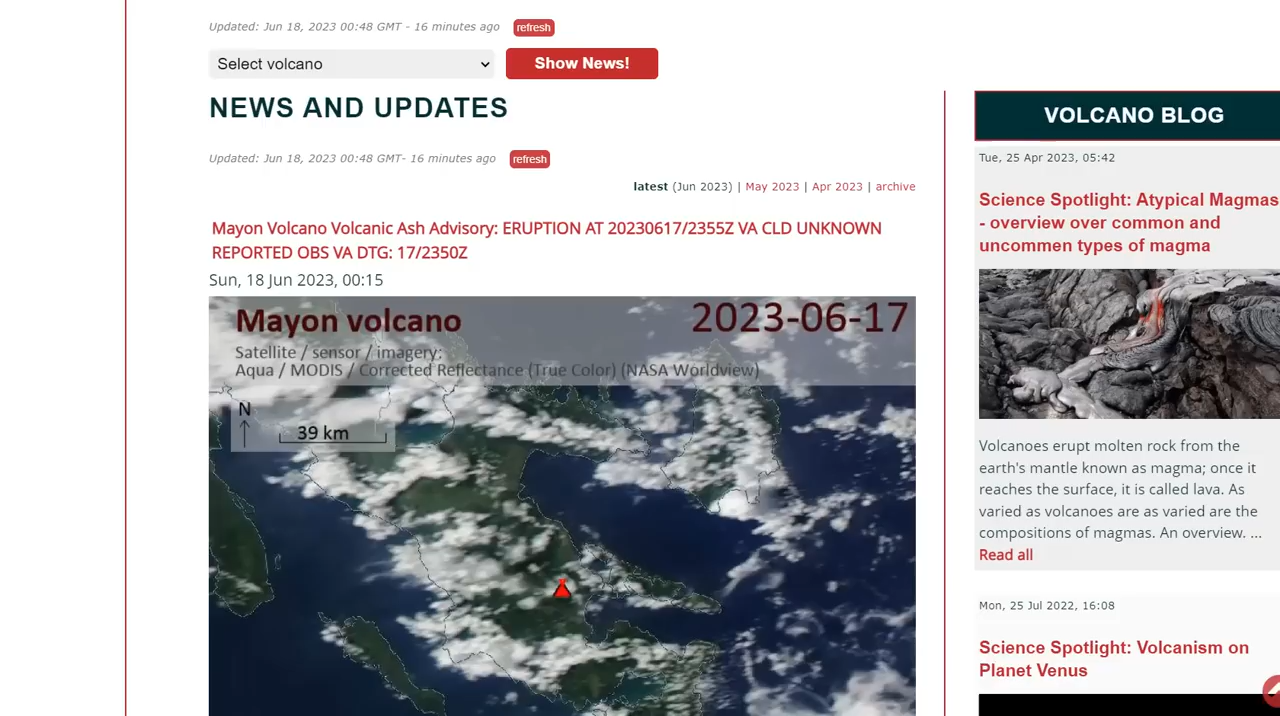 Updated: Jun 18, 2023 00:48 GMT - 16 minutes ago refresh
Select volcano Show News!
NEWS AND UPDATES
Updated: Jun 18, 2023 00:48 GMT- 16 minutes ago refresh
latest (Jun 2023) | May 2023 | Apr 2023 | archive
Mayon Volcano Volcanic Ash Advisory: ERUPTION AT 20230617/2355Z VA CLD UNKNOWN
REPORTED OBS VA DTG: 17/2350Z
Sun, 18 Jun 2023, 00:15
Mayon volcano 2023-06-17
Satellite / sensor / imagery:
Aqua / MODIS / Corrected Reflectance (True Color) (NASA Worldview)
N
39 km
VOLCANO BLOG
Tue, 25 Apr 2023, 05:42
Science Spotlight: Atypical Magmas
- overview over common and
uncommen types of magma
Volcanoes erupt molten rock from the
earth's mantle known as magma; once it
reaches the surface, it is called lava. As
varied as volcanoes are as varied are the
compositions of magmas. An overview. ...
Read all
Mon, 25 Jul 2022, 16:08
Science Spotlight: Volcanism on
Planet Venus